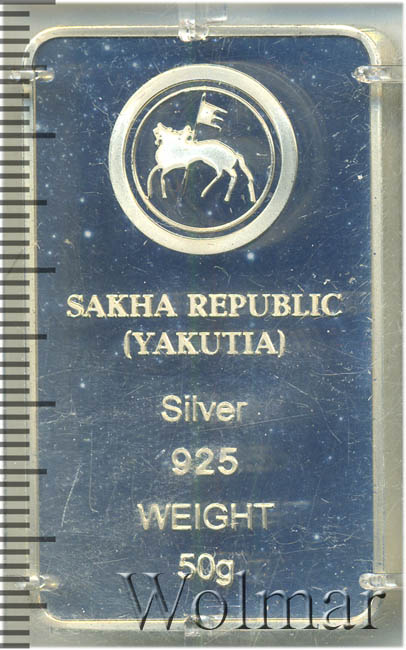 SAKHA REPUBLIC
(YAKUTIA)
Silver
925
WEIGHT
50g
Wolmar